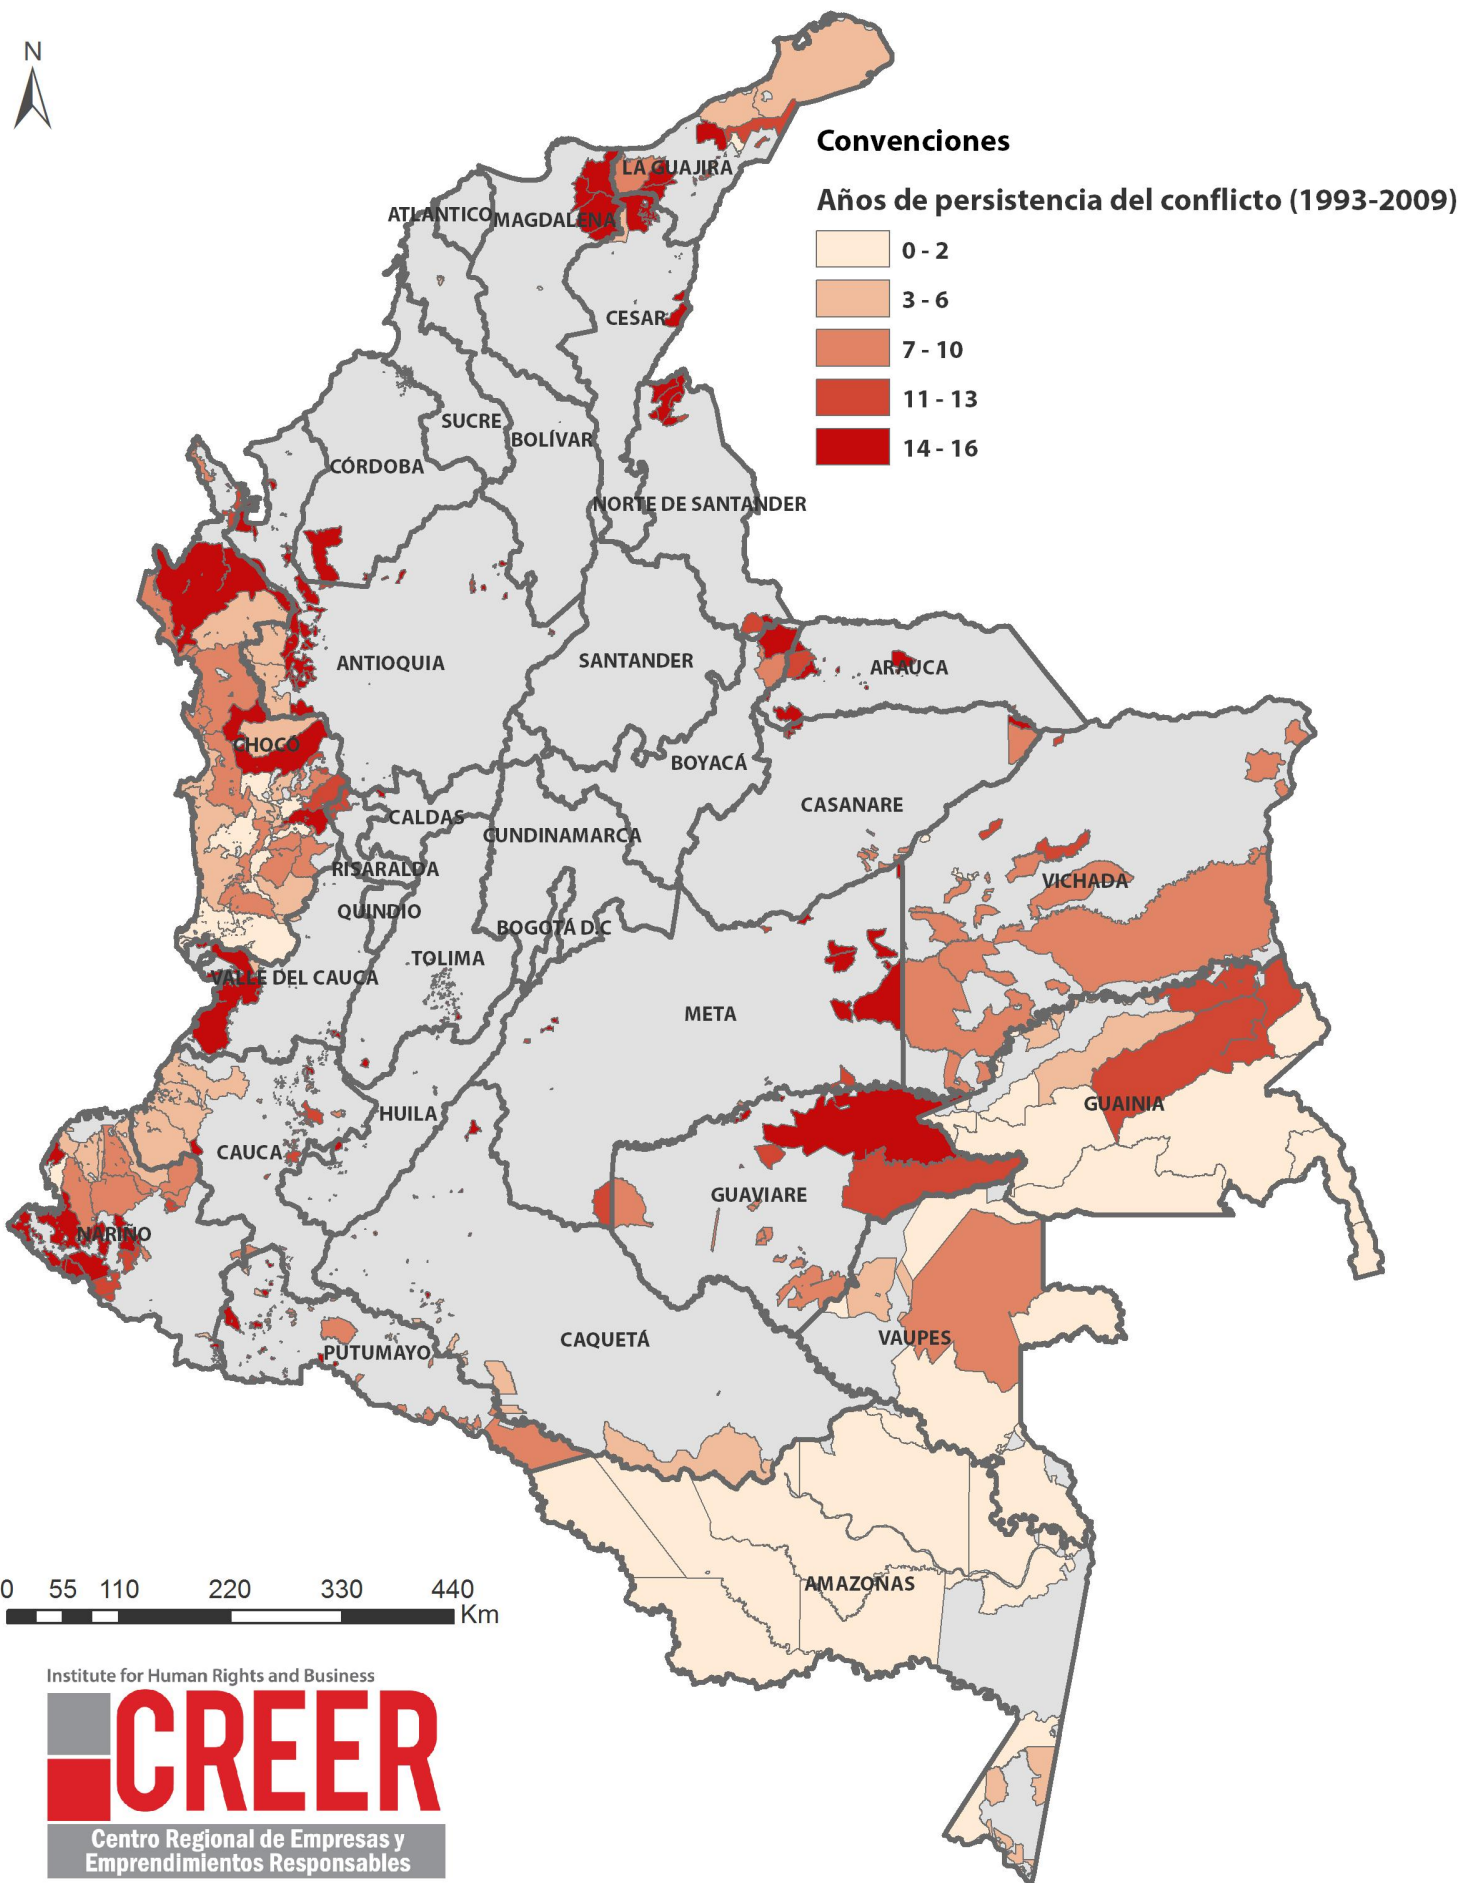 N
Convenciones
Años de persistencia del conflicto (1993-2009)
0 - 2
3 - 6
7 - 10
11 - 13
14 - 16
LA GUAJIRA
ATLANTICO
MAGDALENA
CESAR
SUCRE
BOLÍVAR
CÓRDOBA
NORTE DE SANTANDER
ANTIOQUIA
SANTANDER
ARAUCA
CHOCÓ
BOYACÁ
CASANARE
CALDAS
CUNDINAMARCA
RISARALDA
VICHADA
QUINDIO
BOGOTÁ D.C
TOLIMA
VALLE DEL CAUCA
META
GUAINIA
HUILA
CAUCA
GUAVIARE
NARIÑO
CAQUETÁ
VAUPES
PUTUMAYO
AMAZONAS
0 55 110 220 330 440
Km
Institute for Human Rights and Business
CREER
Centro Regional de Empresas y
Emprendimientos Responsables